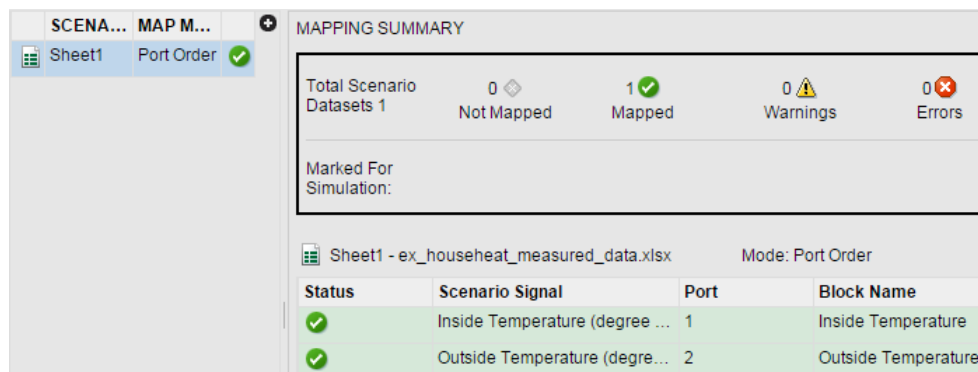 SCENA... MAP M...
Sheet1 Port Order
MAPPING SUMMARY
Total Scenario
Datasets 1
0
Not Mapped
1
Mapped
0
Warnings
0
Errors
Marked For
Simulation:
Sheet1 - ex_househeat_measured_data.xlsx Mode: Port Order
Status Scenario Signal Port Block Name
Inside Temperature (degree ... 1 Inside Temperature
Outside Temperature (degre... 2 Outside Temperature